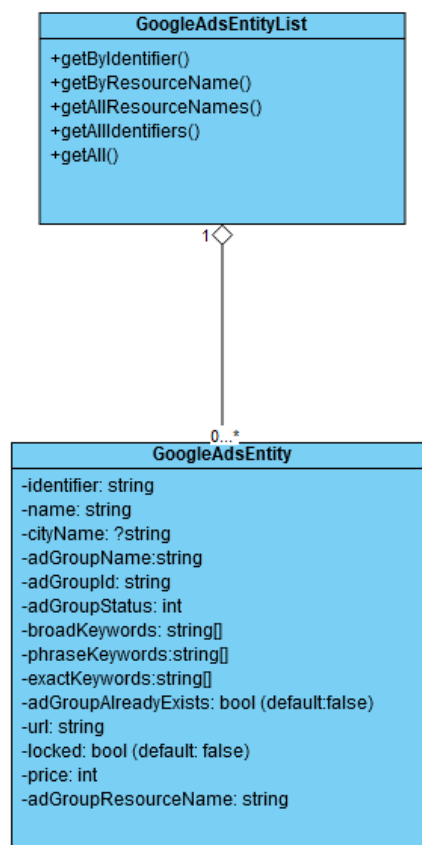 GoogleAdsEntityList
+getByIdentifier()
+getByResourceName()
+getAllResourceNames()
+getAllIdentifiers()
+getAll()
1
0...*
GoogleAdsEntity
-identifier: string
-name: string
-cityName: ?string
-adGroupName:string
-adGroupId: string
-adGroupStatus: int
-broadKeywords: string[]
-phraseKeywords:string[]
-exactKeywords:string[]
-adGroupAlreadyExists: bool (default:false)
-url: string
-locked: bool (default: false)
-price: int
-adGroupResourceName: string